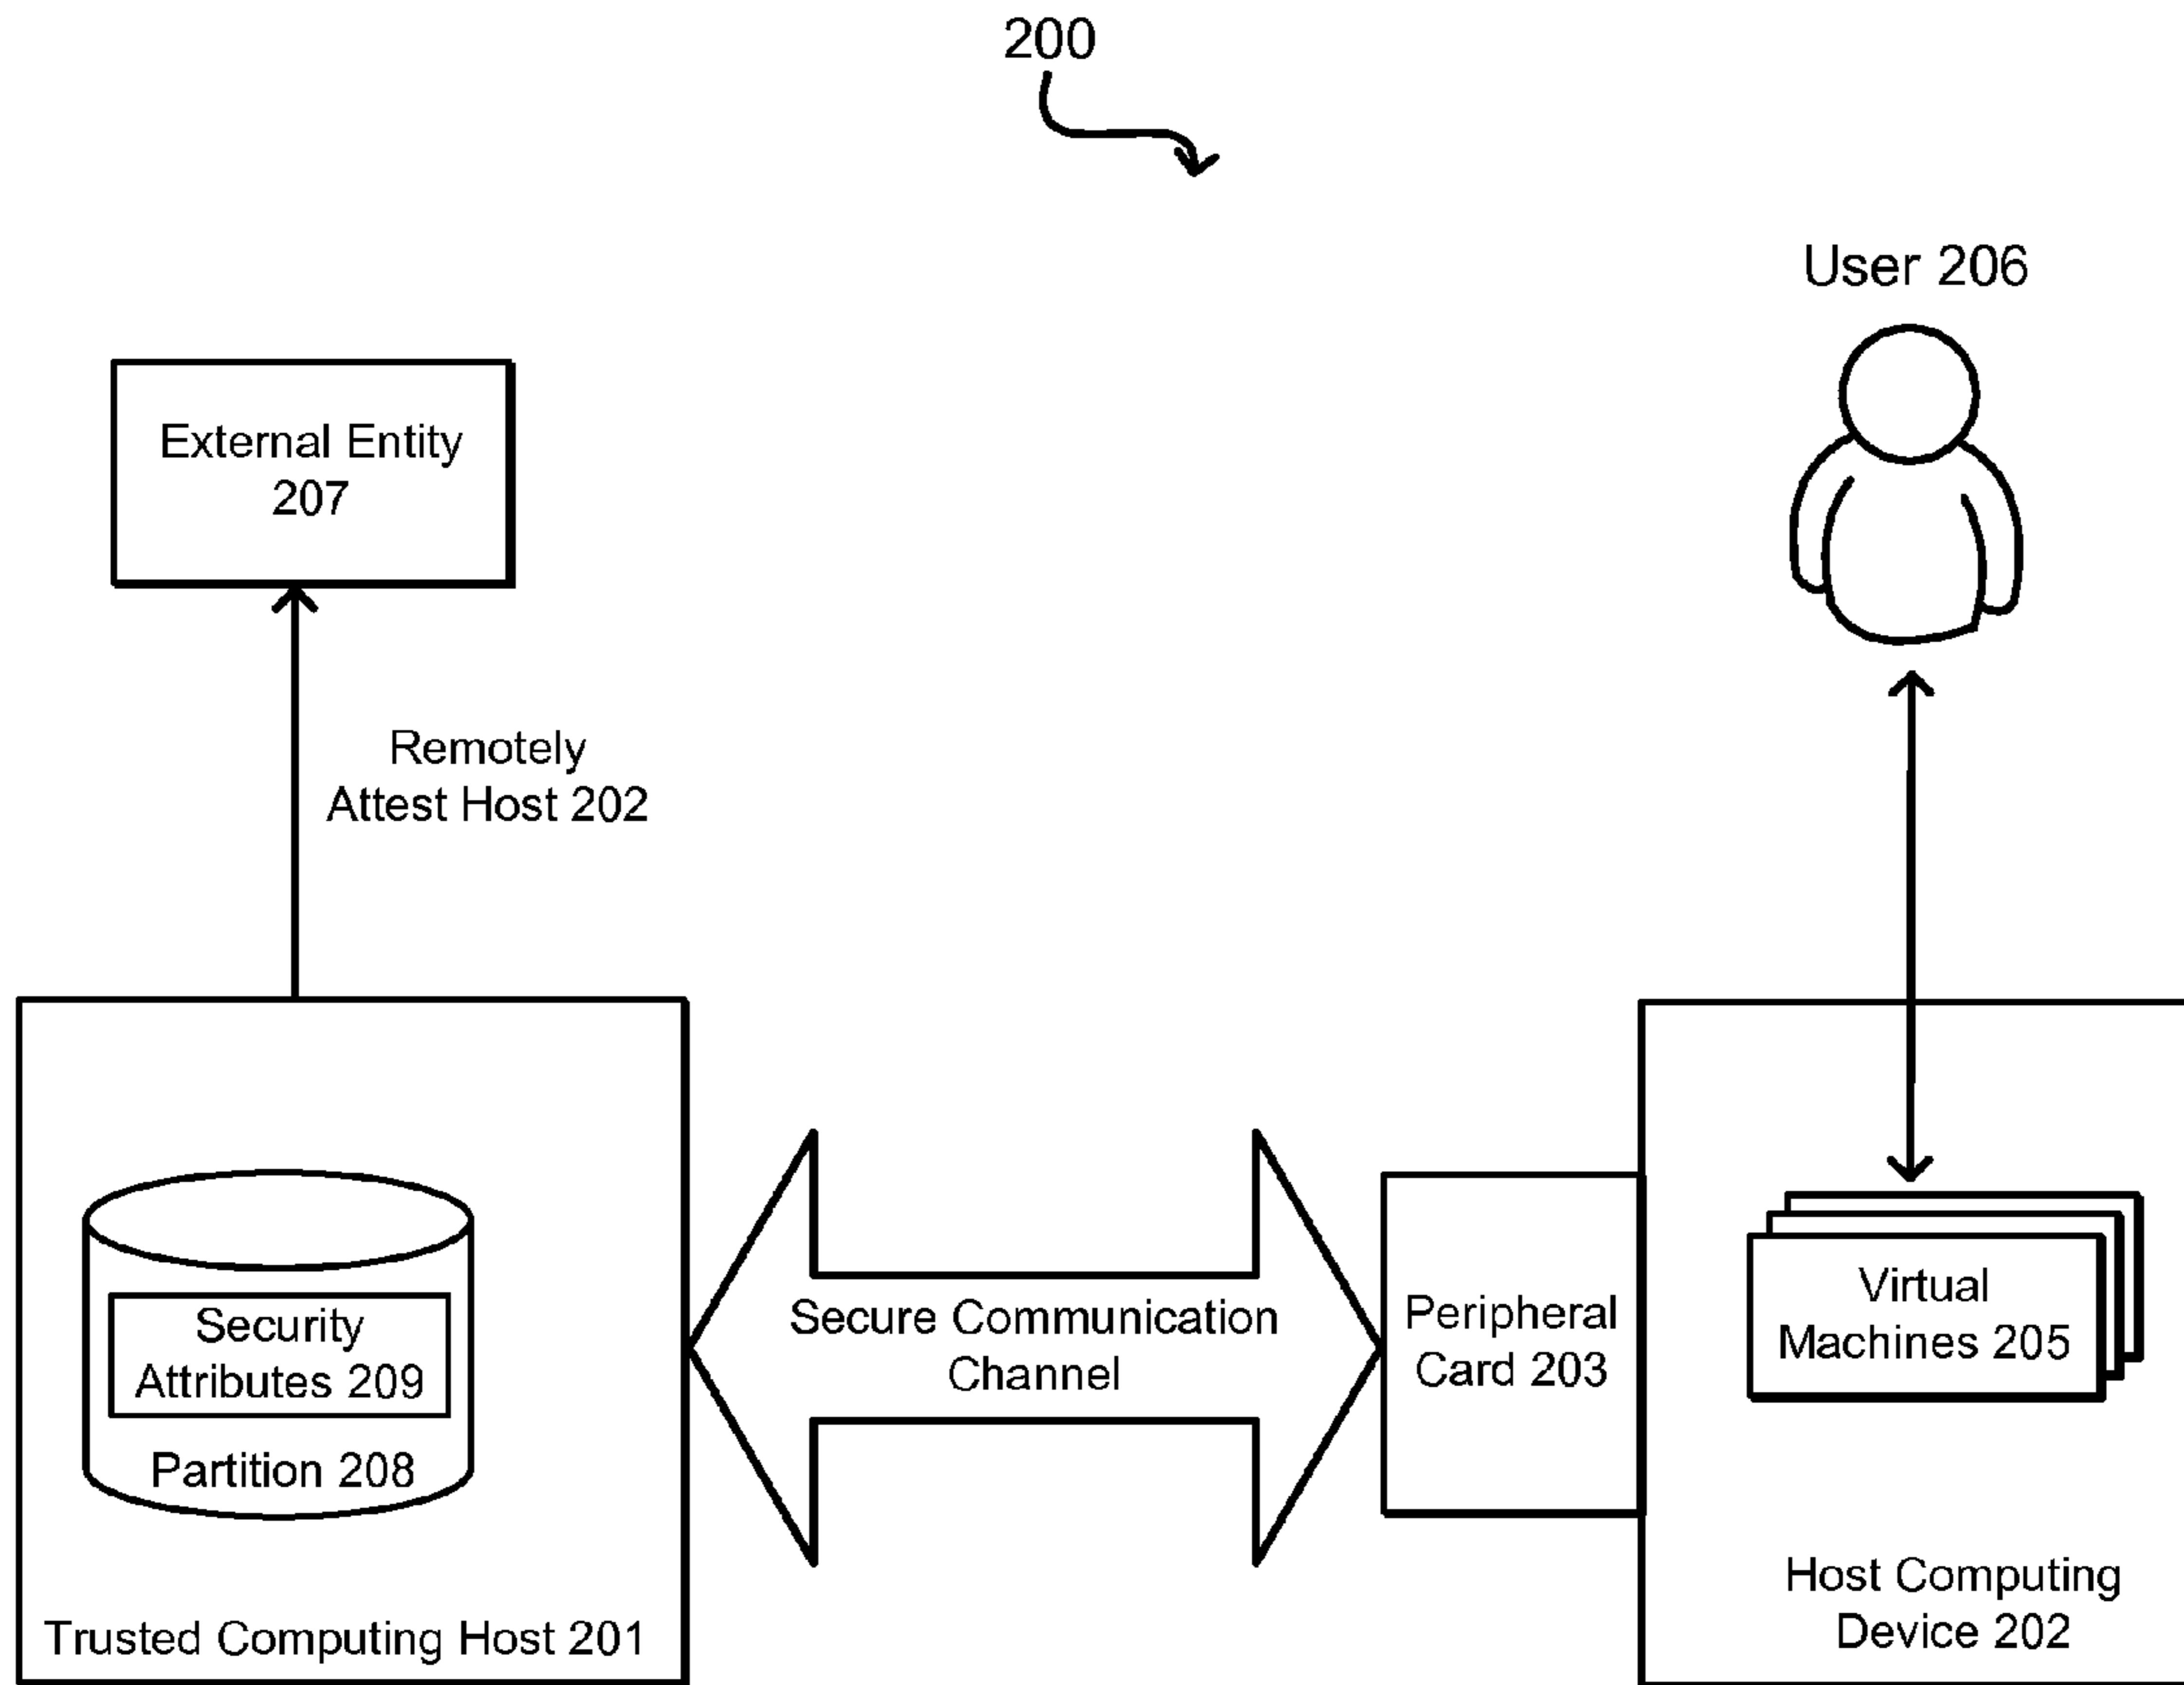 200
User 206
External Entity
207
Remotely
Attest Host 202
Secure Communication
Channel
Peripheral
Card 203
Virtual
Machines 205
Security
Attributes 209
Partition 208
Trusted Computing Host 201
Host Computing
Device 202